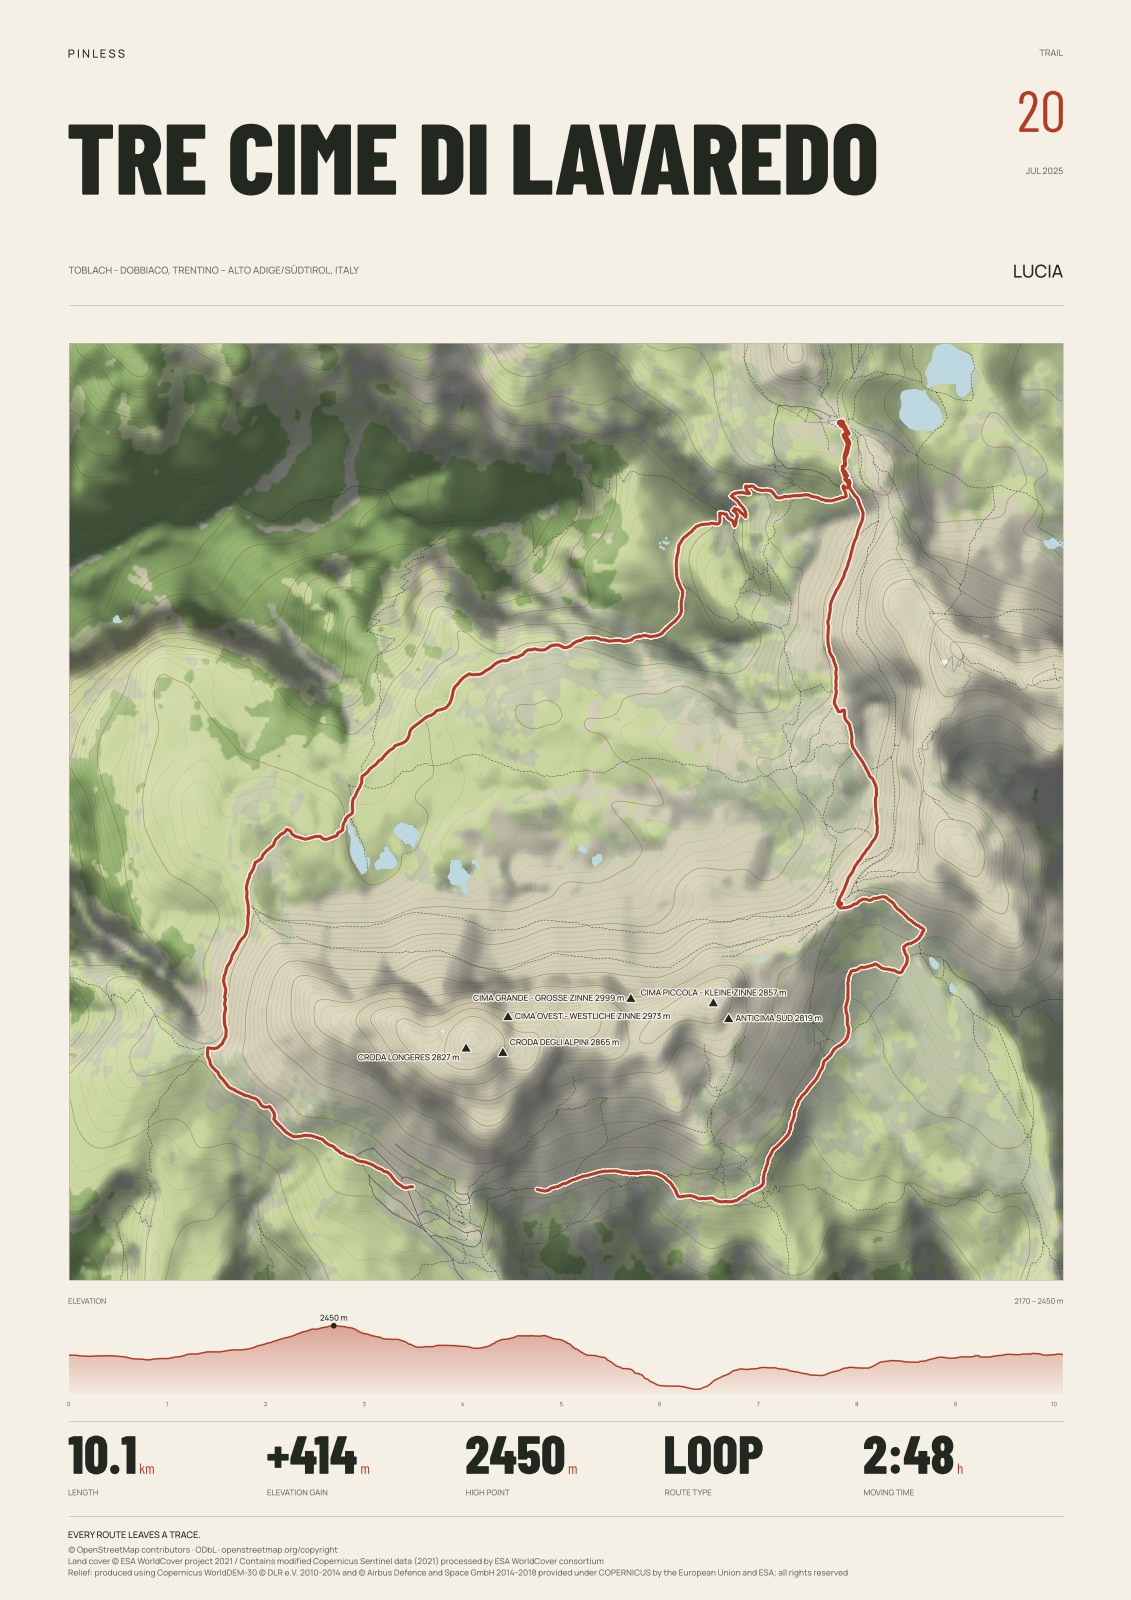 PINLESS
TRAIL
20
TRE CIME DI LAVAREDO
JUL 2025
TOBLACH - DOBBIACO, TRENTINO – ALTO ADIGE/SÜDTIROL, ITALY
LUCIA
CIMA PICCOLA - KLEINE ZINNE 2857 m
CIMA GRANDE - GROSSE ZINNE 2999 m
CIMA OVEST - WESTLICHE ZINNE 2973 m
ANTICIMA SUD 2819 m
CRODA DEGLI ALPINI 2865 m
CRODA LONGERES 2827 m
ELEVATION
2170 – 2450 m
2450 m
0 1 2 3 4 5 6 7 8 9 10
10.1 km
+414 m
2450 m
LOOP
2:48 h
LENGTH
ELEVATION GAIN
HIGH POINT
ROUTE TYPE
MOVING TIME
EVERY ROUTE LEAVES A TRACE.
© OpenStreetMap contributors · ODbL · openstreetmap.org/copyright
Land cover © ESA WorldCover project 2021 / Contains modified Copernicus Sentinel data (2021) processed by ESA WorldCover consortium
Relief: produced using Copernicus WorldDEM-30 © DLR e.V. 2010-2014 and © Airbus Defence and Space GmbH 2014-2018 provided under COPERNICUS by the European Union and ESA; all rights reserved